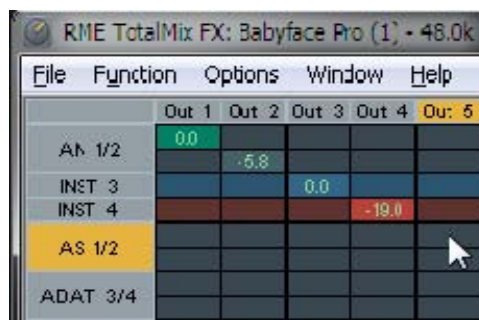 RME TotalMix FX: Babyface Pro (1) - 48.0k
File Function Options Window Help
Out 1 Out 2 Out 3 Out 4 Out 5
AN 1/2 0.0
-5.8
INST 3 0.0
INST 4 -19.0
AS 1/2
ADAT 3/4